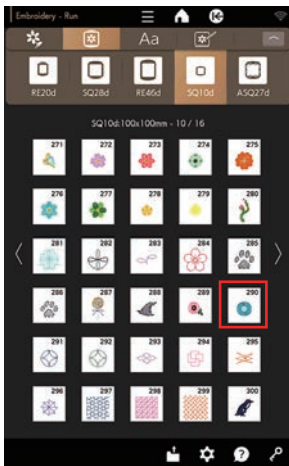 Embroidery - Run
Aa
RE20d SQ28d RE46d SQ10d ASQ27d
SQ10d:100x100mm - 10 / 16
271 272 273 274 275
276 277 278 279 280
281 282 283 284 285
286 287 288 289 290
291 292 293 294 295
296 297 298 299 300